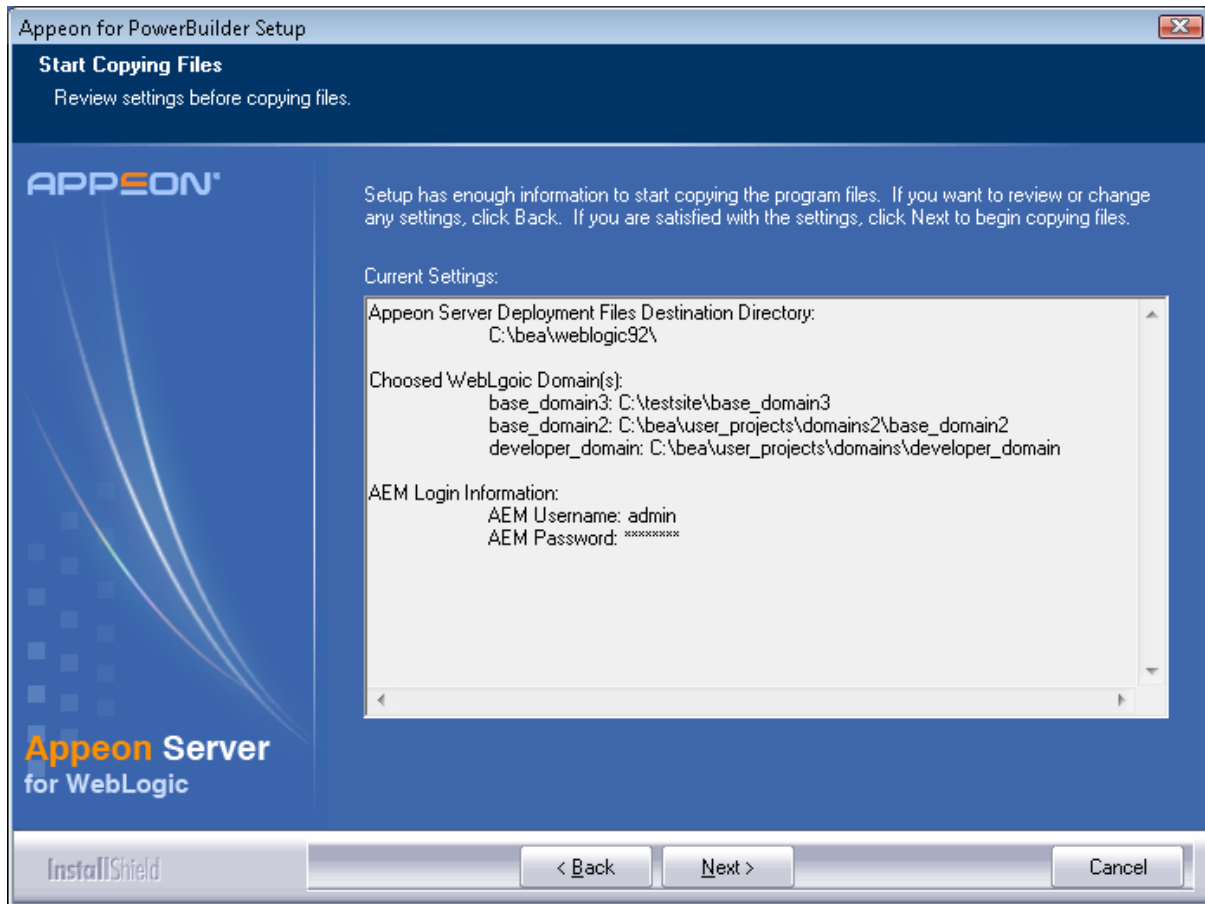 Appeon for PowerBuilder Setup
Start Copying Files
Review settings before copying files.
APPEON®
Setup has enough information to start copying the program files. If you want to review or change
any settings, click Back. If you are satisfied with the settings, click Next to begin copying files.
Current Settings:
Appeon Server Deployment Files Destination Directory:
C:\bea\weblogic92\
Choosed WebLgoic Domain(s):
base_domain3: C:\testsite\base_domain3
base_domain2: C:\bea\user_projects\domains2\base_domain2
developer_domain: C:\bea\user_projects\domains\developer_domain
AEM Login Information:
AEM Username: admin
AEM Password: ********
Appeon Server
for WebLogic
InstallShield
< Back
Next >
Cancel